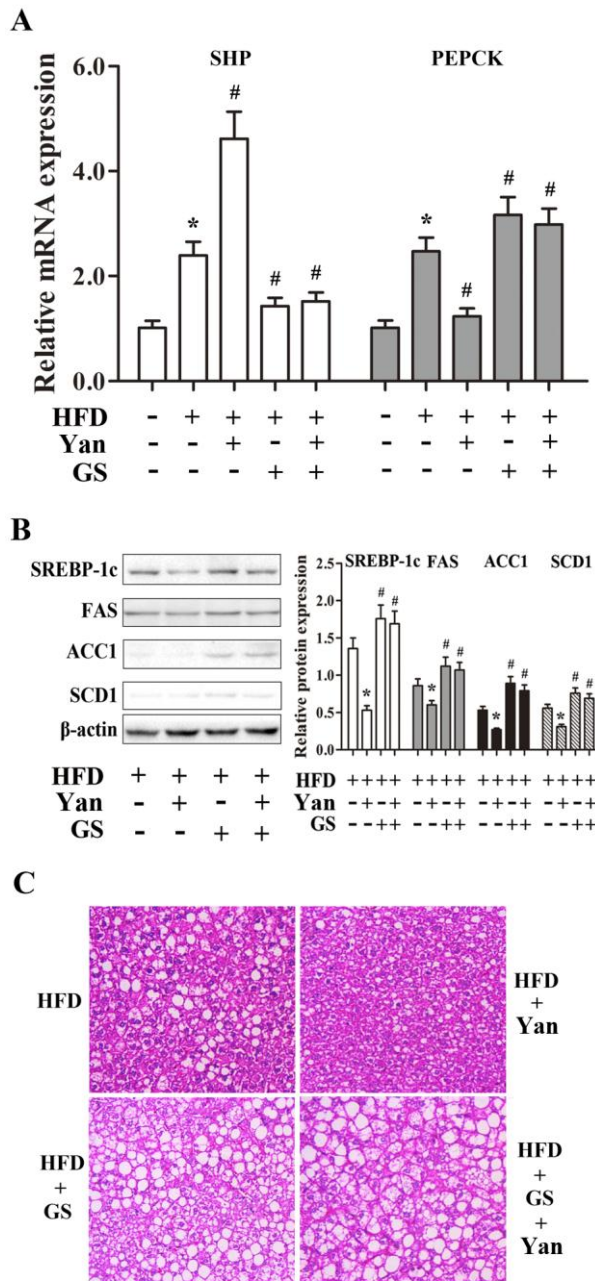 A
SHP PEPCK
Relative mRNA expression
6.0
4.0
2.0
0.0
* # # # * # # #
HFD - + + + + - + + + +
Yan - - + - + - - + - +
GS - - - + + - - - + +
B
SREBP-1c
FAS
ACC1
SCD1
β-actin
HFD + + + +
Yan - + - +
GS - - + +
Relative protein expression
2.5
2.0
1.5
1.0
0.5
0.0
SREBP-1c FAS ACC1 SCD1
* # # * # # * # # * # #
HFD ++++ ++++ ++++ ++++
Yan -+-+ -+-+ -+-+ -+-+
GS --++ --++ --++ --++
C
HFD
HFD
+
Yan
HFD
+
GS
HFD
+
GS
+
Yan